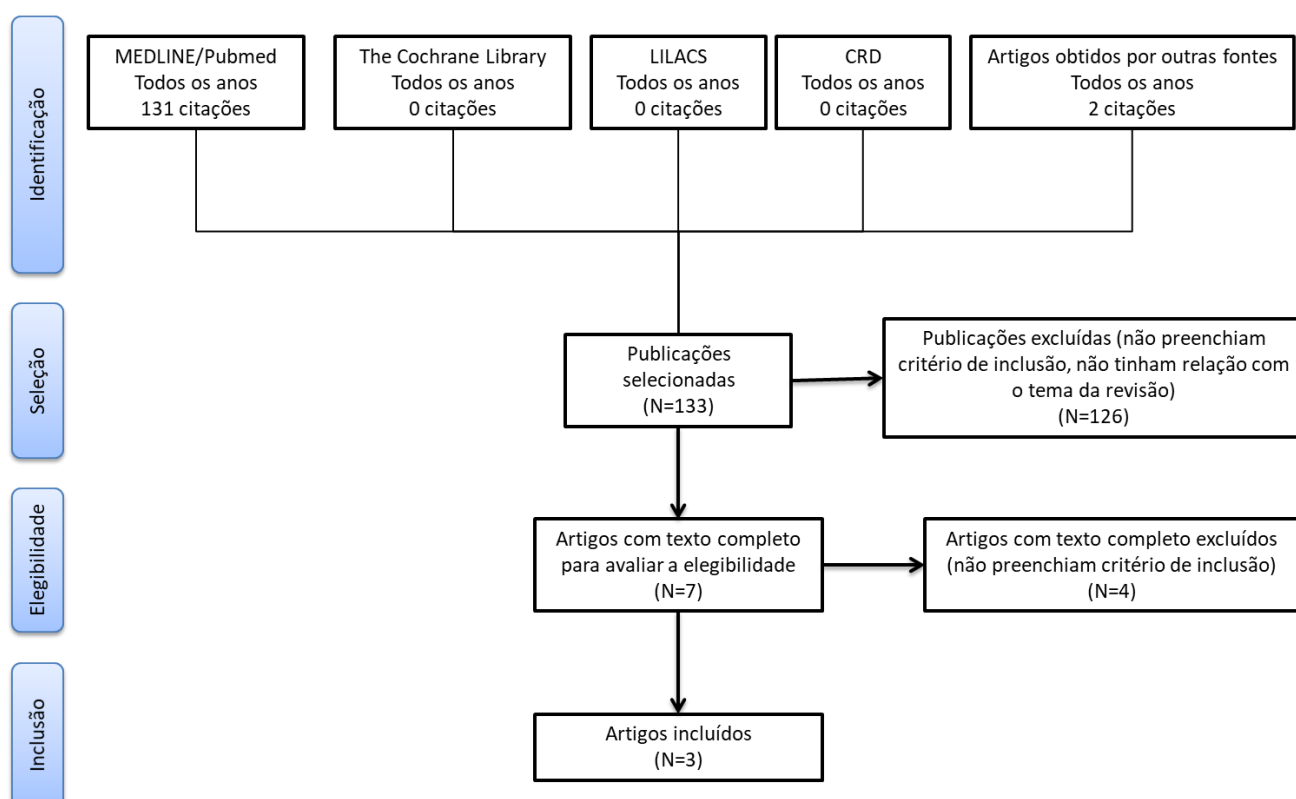 Identificação
MEDLINE/Pubmed
Todos os anos
131 citações
The Cochrane Library
Todos os anos
0 citações
LILACS
Todos os anos
0 citações
CRD
Todos os anos
0 citações
Artigos obtidos por outras fontes
Todos os anos
2 citações
Seleção
Publicações
selecionadas
(N=133)
Publicações excluídas (não preenchiam
critério de inclusão, não tinham relação com
o tema da revisão)
(N=126)
Elegibilidade
Artigos com texto completo
para avaliar a elegibilidade
(N=7)
Artigos com texto completo excluídos
(não preenchiam critério de inclusão)
(N=4)
Inclusão
Artigos incluídos
(N=3)